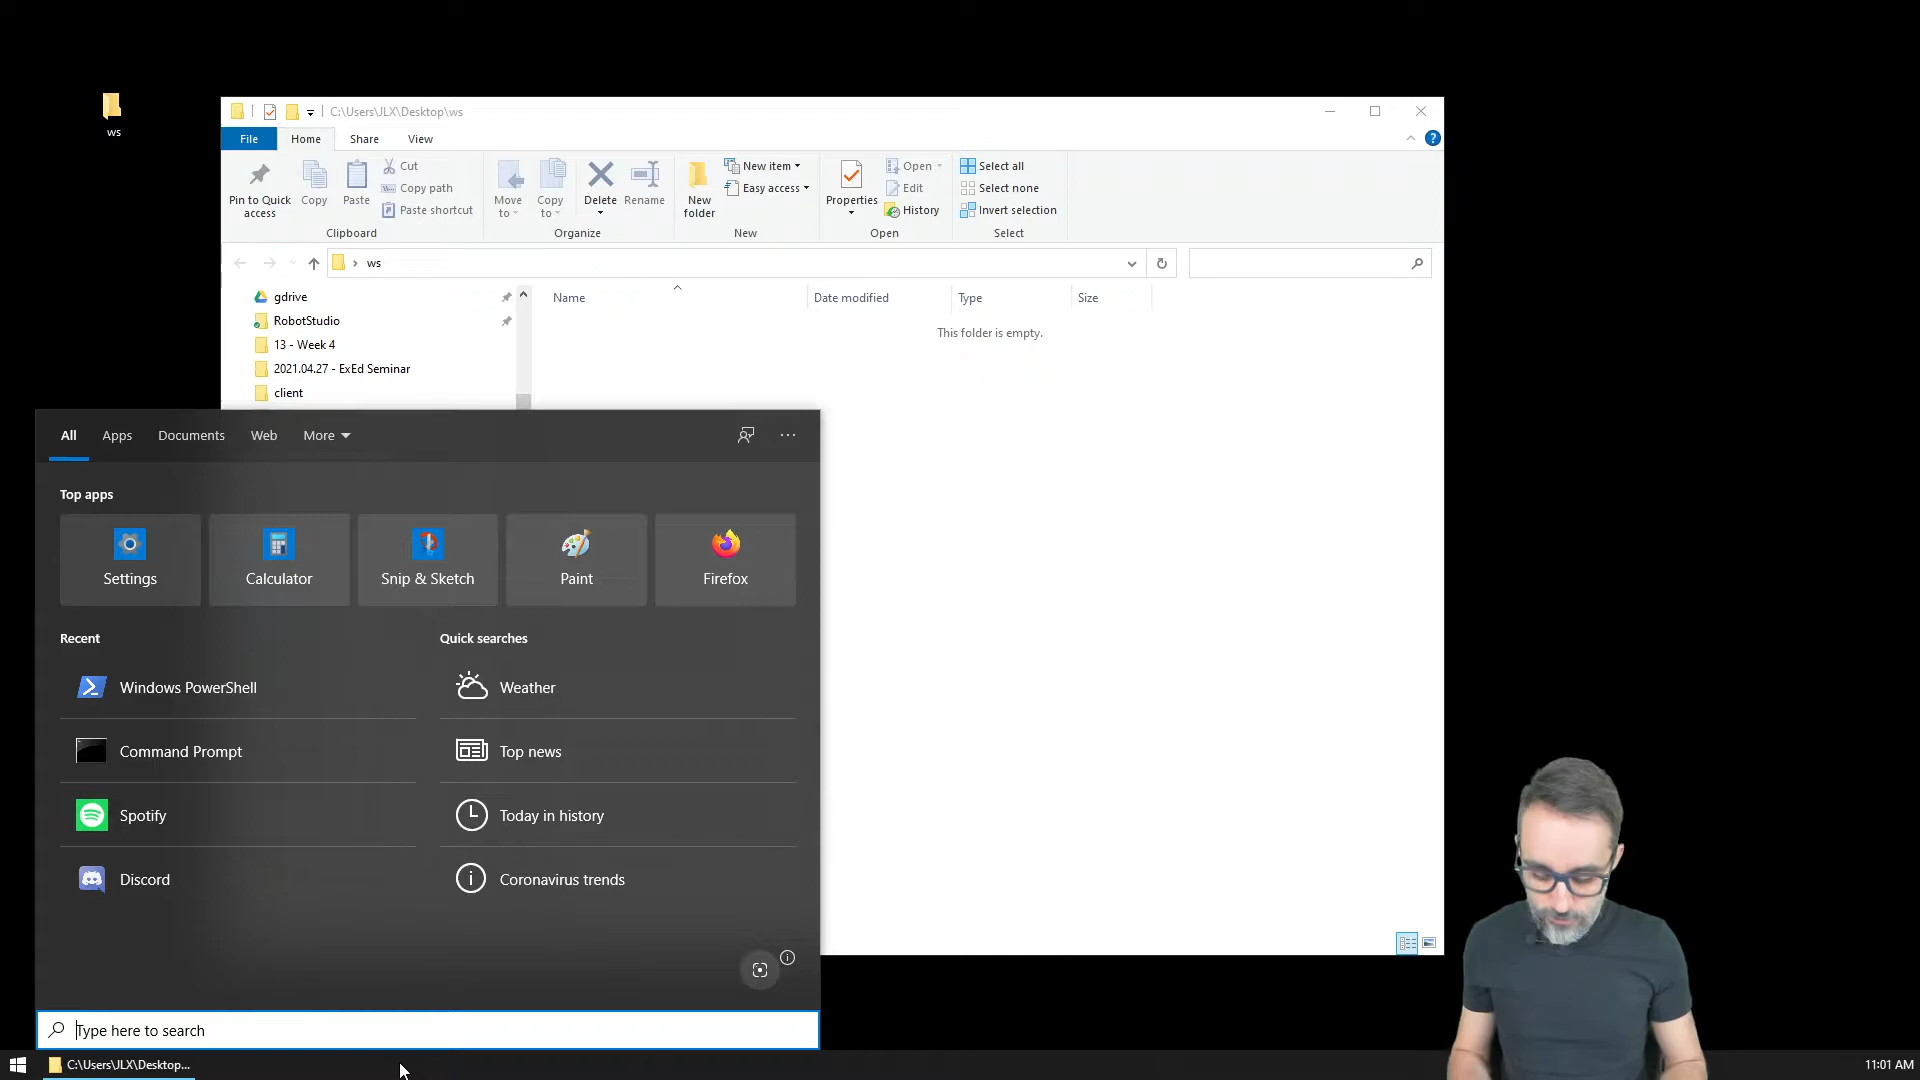 ws
C:\Users\JLX\Desktop\ws
File Home Share View
Pin to Quick access
Copy
Paste
Cut
Copy path
Paste shortcut
Clipboard
Move to
Copy to
Delete
Rename
Organize
New folder
New item
Easy access
New
Properties
Open
Edit
History
Open
Select all
Select none
Invert selection
Select
ws
gdrive
RobotStudio
13 - Week 4
2021.04.27 - ExEd Seminar
client
Name Date modified Type Size
This folder is empty.
All Apps Documents Web More
Top apps
Settings Calculator Snip & Sketch Paint Firefox
Recent
Windows PowerShell
Command Prompt
Spotify
Discord
Quick searches
Weather
Top news
Today in history
Coronavirus trends
Type here to search
C:\Users\JLX\Desktop...
11:01 AM